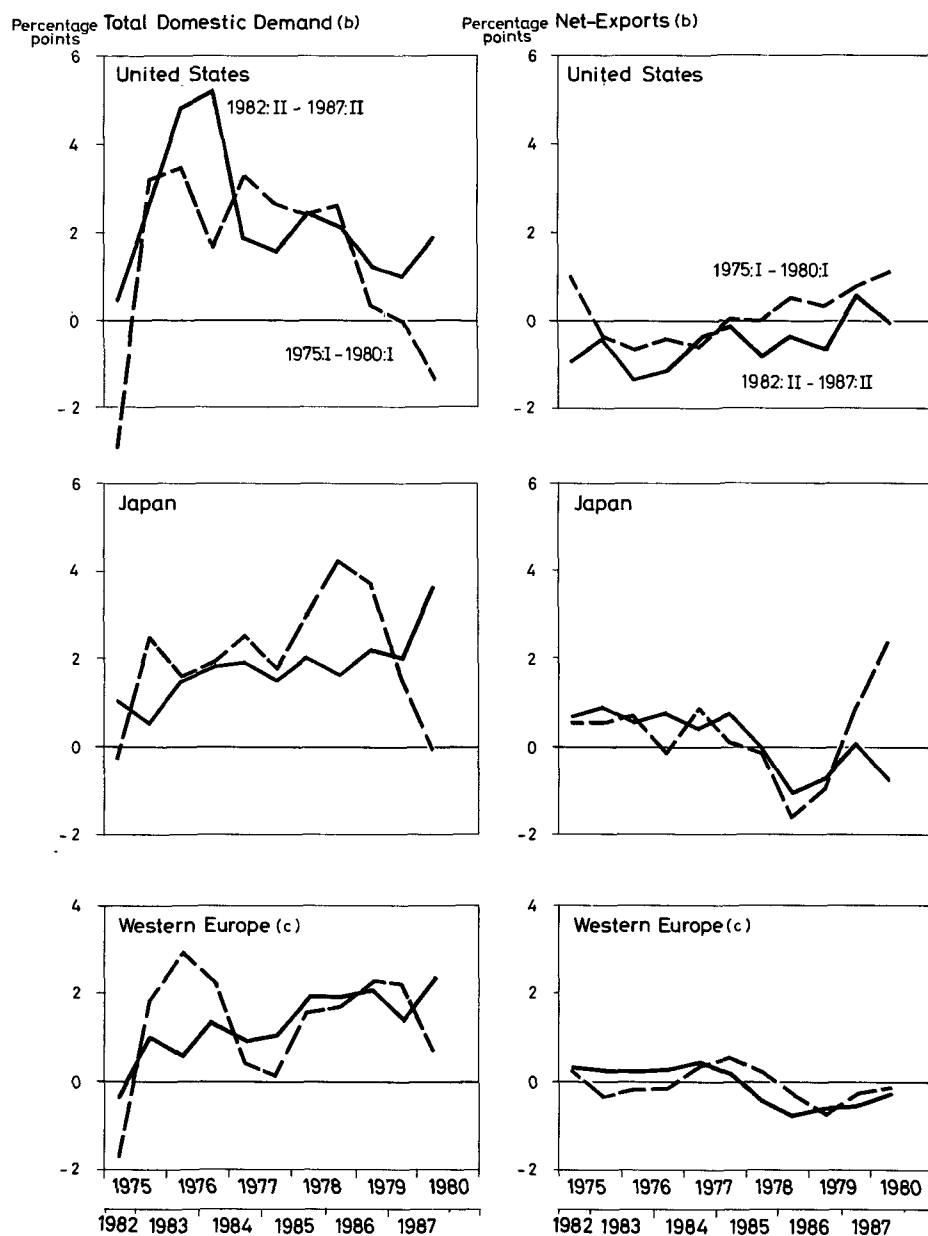 Percentage points Total Domestic Demand (b)
6
United States
1982:II - 1987:II
4
2
0
1975:I - 1980:I
- 2
Percentage points Net-Exports (b)
6
United States
4
2
1975:I - 1980:I
0
1982:II - 1987:II
- 2
6
Japan
4
2
0
- 2
6
Japan
4
2
0
- 2
4
Western Europe (c)
2
0
- 2
1975 1976 1977 1978 1979 1980
1982 1983 1984 1985 1986 1987
4
Western Europe (c)
2
0
- 2
1975 1976 1977 1978 1979 1980
1982 1983 1984 1985 1986 1987